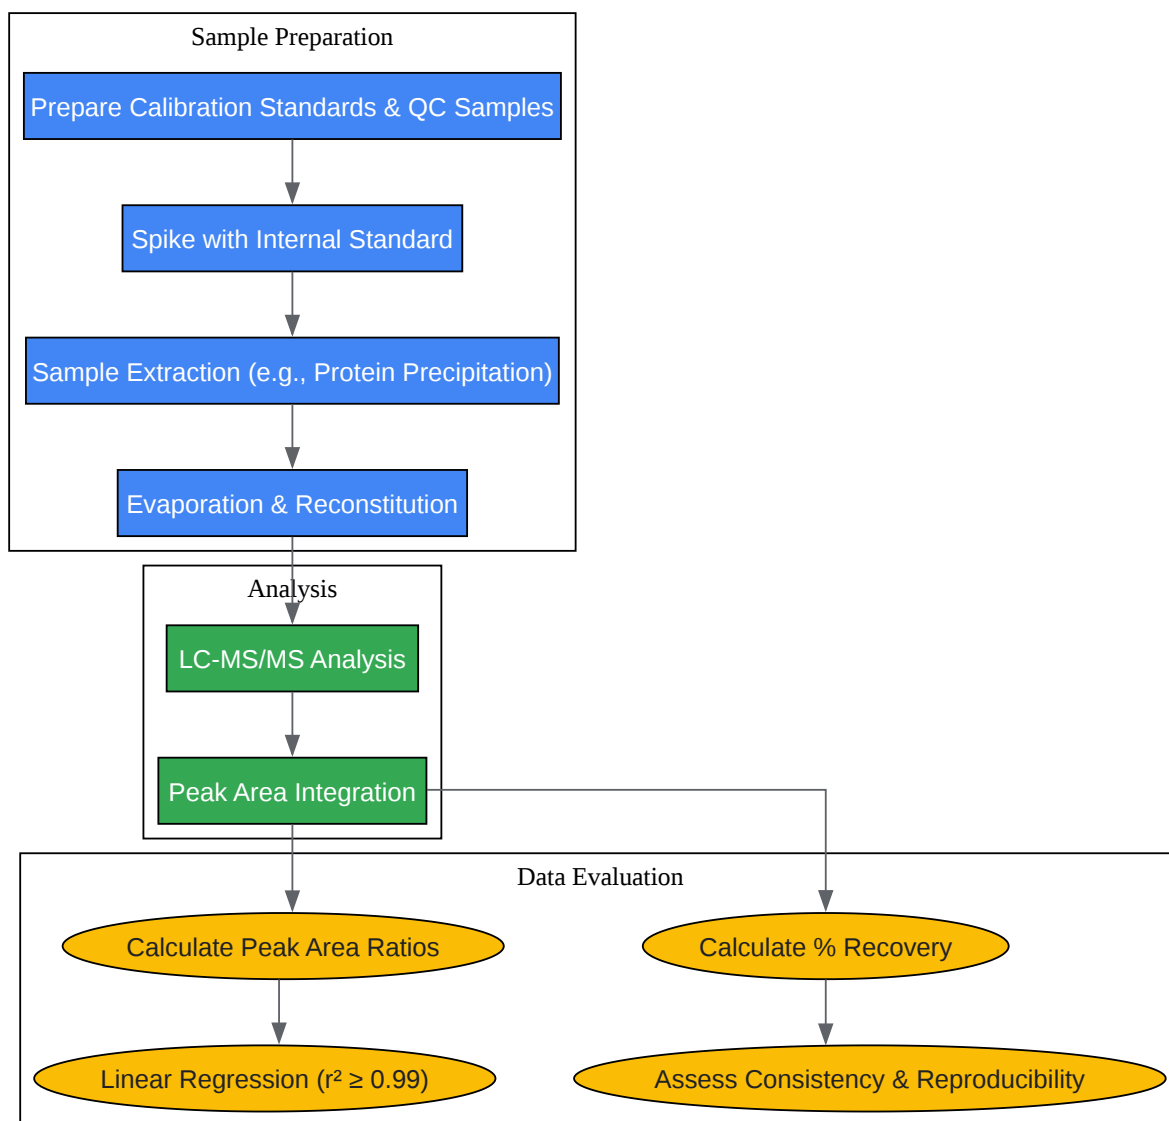 Sample Preparation
Prepare Calibration Standards & QC Samples
Spike with Internal Standard
Sample Extraction (e.g., Protein Precipitation)
Evaporation & Reconstitution
Analysis
LC-MS/MS Analysis
Peak Area Integration
Data Evaluation
Calculate Peak Area Ratios
Calculate % Recovery
Linear Regression (r² ≥ 0.99)
Assess Consistency & Reproducibility